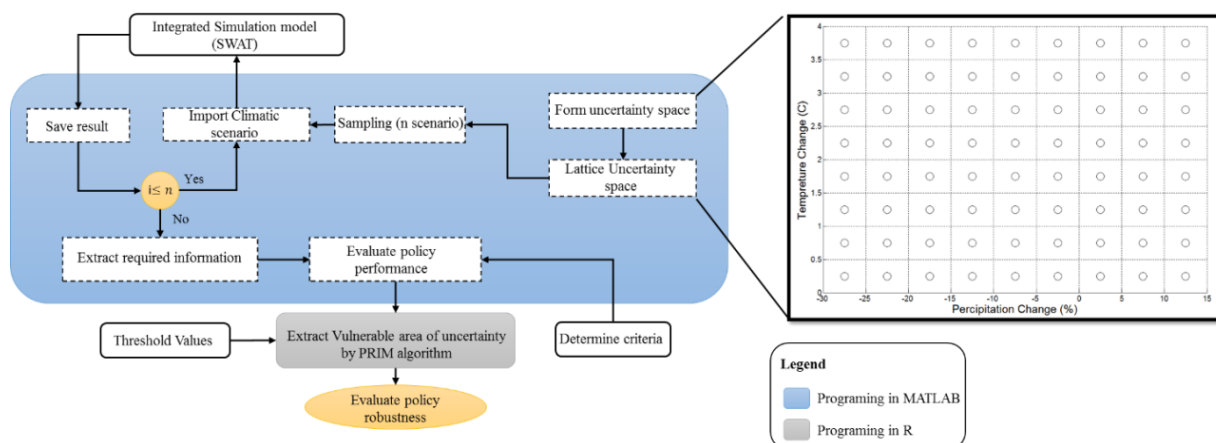 Integrated Simulation model
(SWAT)
Save result
Import Climatic
scenario
Sampling (n scenario)
Form uncertainty space
Lattice Uncertainty
space
i≤ n
Yes
No
Extract required information
Evaluate policy
performance
Threshold Values
Extract Vulnerable area of uncertainty
by PRIM algorithm
Determine criteria
Evaluate policy
robustness
Tempreture Change (C)
4
3.5
3
2.5
2
1.5
1
0.5
0
-30 -25 -20 -15 -10 -5 0 5 10 15
Percipitation Change (%)
Legend
Programing in MATLAB
Programing in R